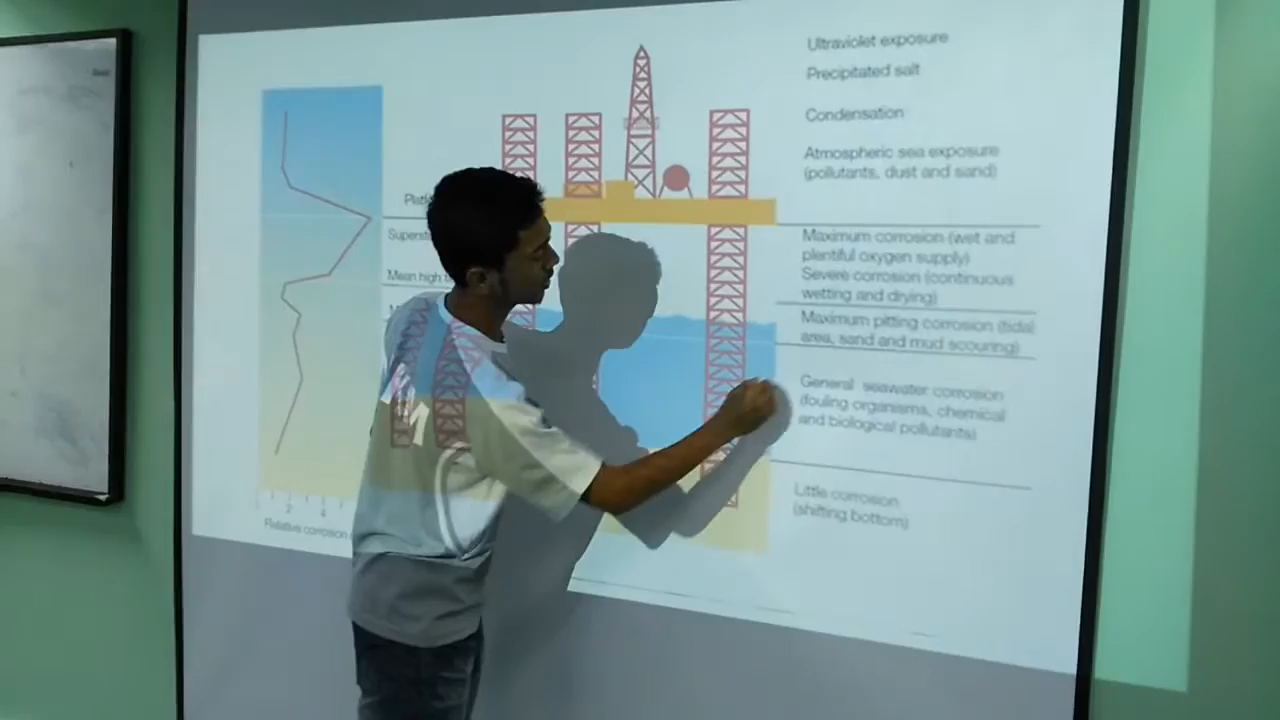 Ultraviolet exposure
Precipitated salt
Condensation
Atmospheric sea exposure
(pollutants, dust and sand)
Superst
Mean high
Maximum corrosion (wet and
plentiful oxygen supply)
Severe corrosion (continuous
wetting and drying)
Maximum pitting corrosion (tidal
area, sand and mud scouring)
General seawater corrosion
(fouling organisms, chemical
and biological pollutants)
Little corrosion
(shifting bottom)
2 4
Relative corrosion